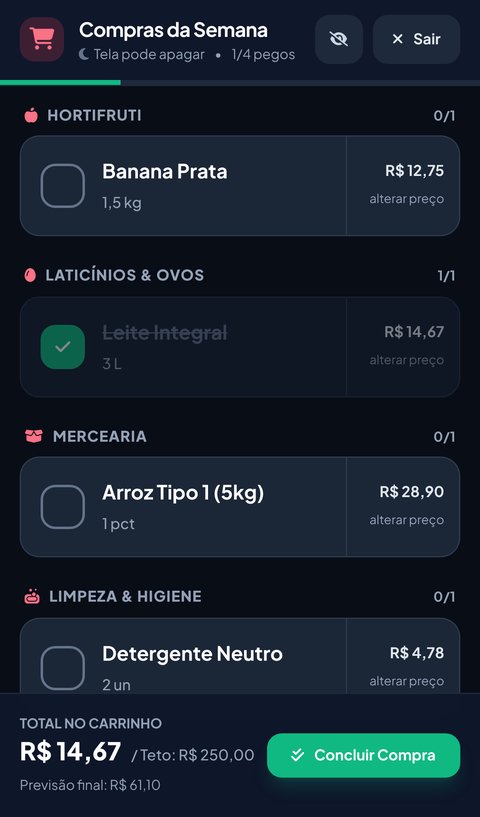 Compras da Semana
Tela pode apagar • 1/4 pegos
Sair
HORTIFRUTI 0/1
Banana Prata R$ 12,75
1,5 kg alterar preço
LATICÍNIOS & OVOS 1/1
Leite Integral R$ 14,67
3 L alterar preço
MERCEARIA 0/1
Arroz Tipo 1 (5kg) R$ 28,90
1 pct alterar preço
LIMPEZA & HIGIENE 0/1
Detergente Neutro R$ 4,78
2 un alterar preço
TOTAL NO CARRINHO
R$ 14,67 / Teto: R$ 250,00 Concluir Compra
Previsão final: R$ 61,10